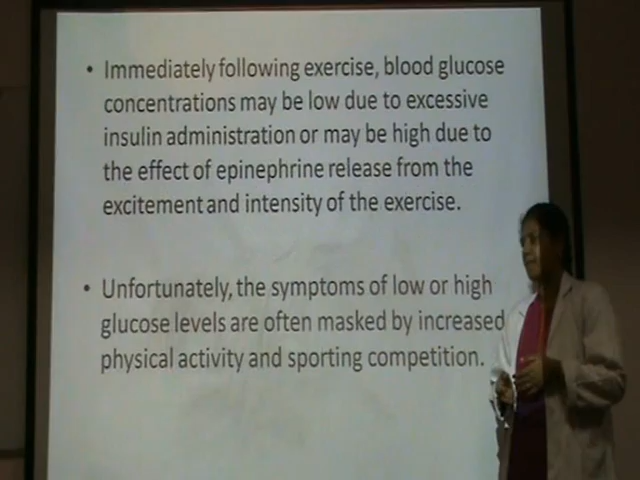 • Immediately following exercise, blood glucose
concentrations may be low due to excessive
insulin administration or may be high due to
the effect of epinephrine release from the
excitement and intensity of the exercise.
• Unfortunately, the symptoms of low or high
glucose levels are often masked by increased
physical activity and sporting competition.